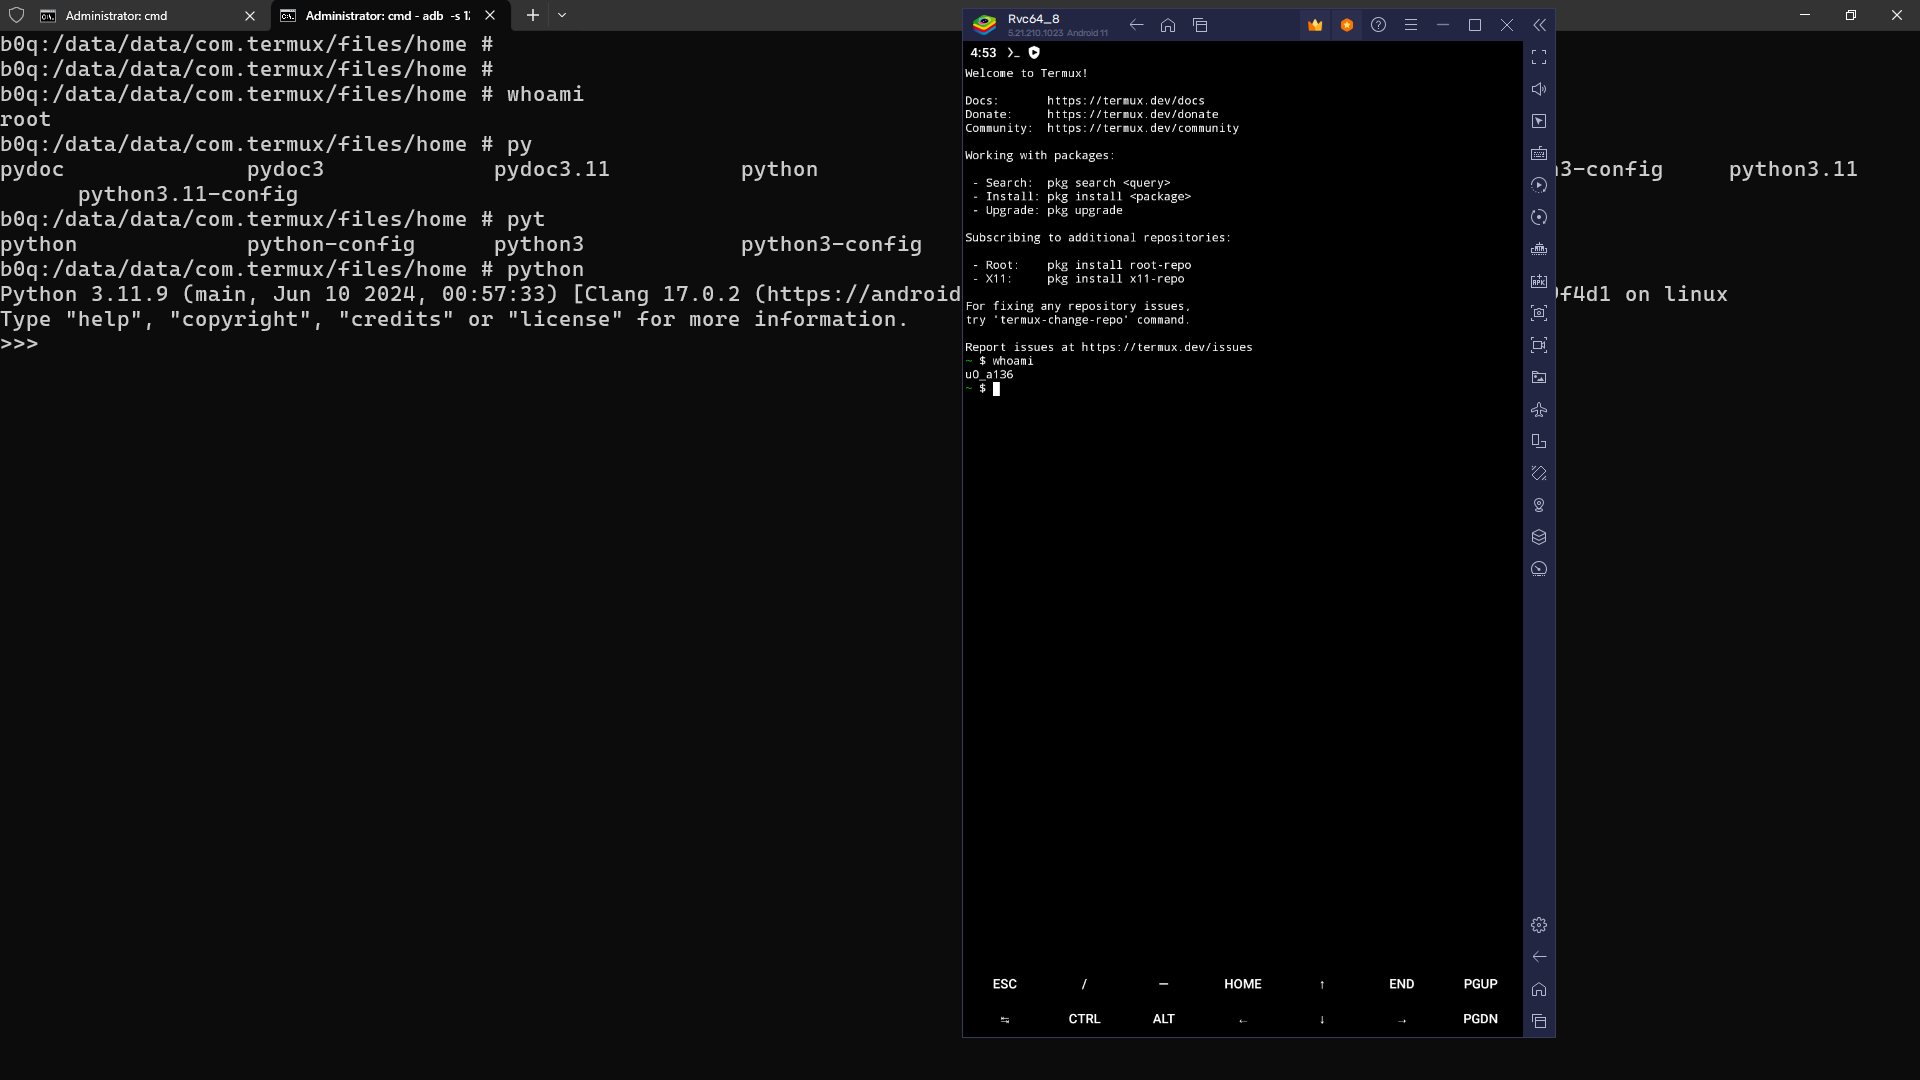 Administrator: cmd
Administrator: cmd - adb -s 12
b0q:/data/data/com.termux/files/home #
b0q:/data/data/com.termux/files/home #
b0q:/data/data/com.termux/files/home # whoami
root
b0q:/data/data/com.termux/files/home # py
pydoc pydoc3 pydoc3.11 python 3-config python3.11
python3.11-config
b0q:/data/data/com.termux/files/home # pyt
python python-config python3 python3-config
b0q:/data/data/com.termux/files/home # python
Python 3.11.9 (main, Jun 10 2024, 00:57:33) [Clang 17.0.2 (https://android f4d1 on linux
Type "help", "copyright", "credits" or "license" for more information.
>>>
Rvc64_8
5.21.210.1023 Android 11
4:53
Welcome to Termux!
Docs: https://termux.dev/docs
Donate: https://termux.dev/donate
Community: https://termux.dev/community
Working with packages:
- Search: pkg search <query>
- Install: pkg install <package>
- Upgrade: pkg upgrade
Subscribing to additional repositories:
- Root: pkg install root-repo
- X11: pkg install x11-repo
For fixing any repository issues,
try 'termux-change-repo' command.
Report issues at https://termux.dev/issues
~ $ whoami
u0_a136
~ $
ESC / — HOME ↑ END PGUP
↹ CTRL ALT ← ↓ → PGDN